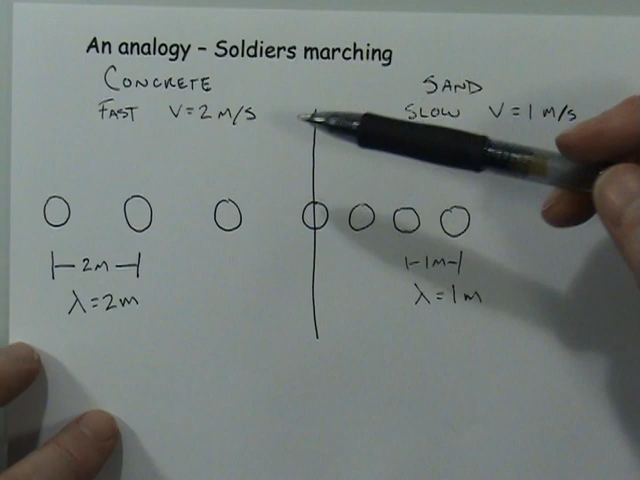 An analogy – Soldiers marching
CONCRETE
FAST V = 2 M/S
SAND
SLOW V = 1 M/S
2M
λ = 2M
1M
λ = 1M